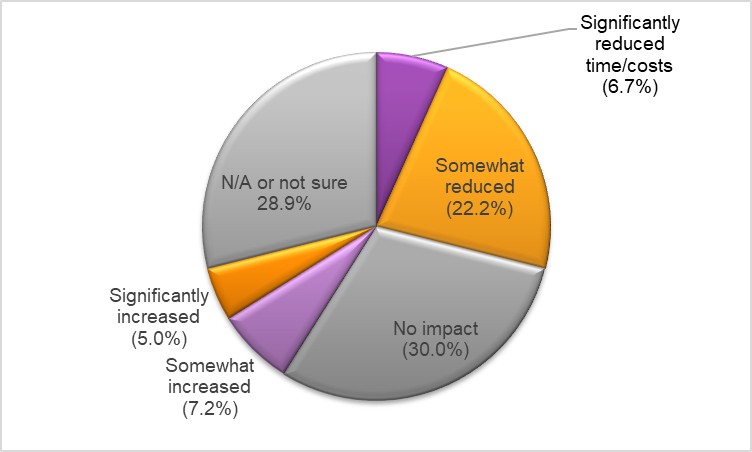 Significantly
reduced
time/costs
(6.7%)
Somewhat
reduced
(22.2%)
N/A or not sure
28.9%
No impact
(30.0%)
Significantly
increased
(5.0%)
Somewhat
increased
(7.2%)